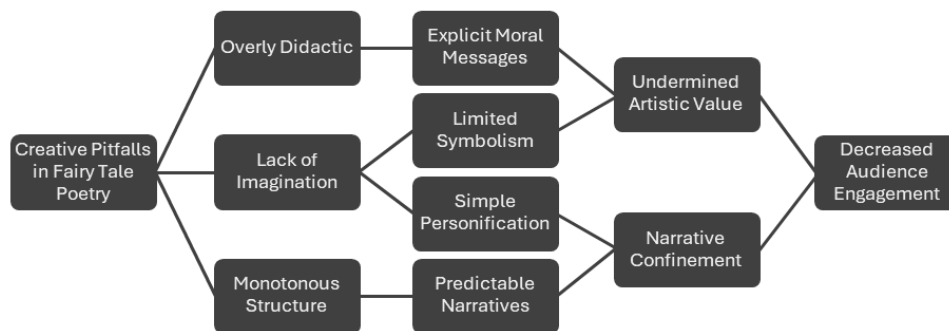 Overly Didactic
Explicit Moral
Messages
Undermined
Artistic Value
Creative Pitfalls
in Fairy Tale
Poetry
Lack of
Imagination
Limited
Symbolism
Simple
Personification
Decreased
Audience
Engagement
Narrative
Confinement
Monotonous
Structure
Predictable
Narratives